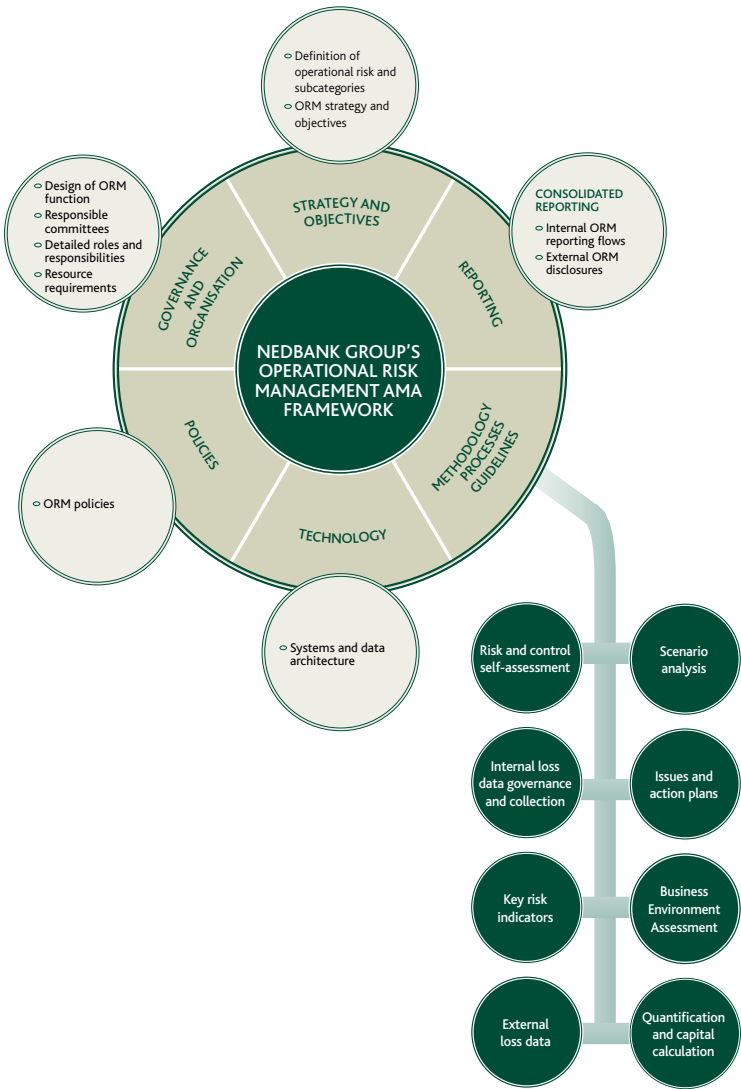 Definition of
operational risk and
subcategories
ORM strategy and
objectives
Design of ORM
function
Responsible
committees
Detailed roles and
responsibilities
Resource
requirements
CONSOLIDATED
REPORTING
Internal ORM
reporting flows
External ORM
disclosures
STRATEGY AND
OBJECTIVES
GOVERNANCE
AND
ORGANISATION
REPORTING
NEDBANK GROUP'S
OPERATIONAL RISK
MANAGEMENT AMA
FRAMEWORK
POLICIES
METHODOLOGY
PROCESSES
GUIDELINES
TECHNOLOGY
ORM policies
Systems and data
architecture
Risk and control
self-assessment
Scenario
analysis
Internal loss
data governance
and collection
Issues and
action plans
Key risk
indicators
Business
Environment
Assessment
External
loss data
Quantification
and capital
calculation